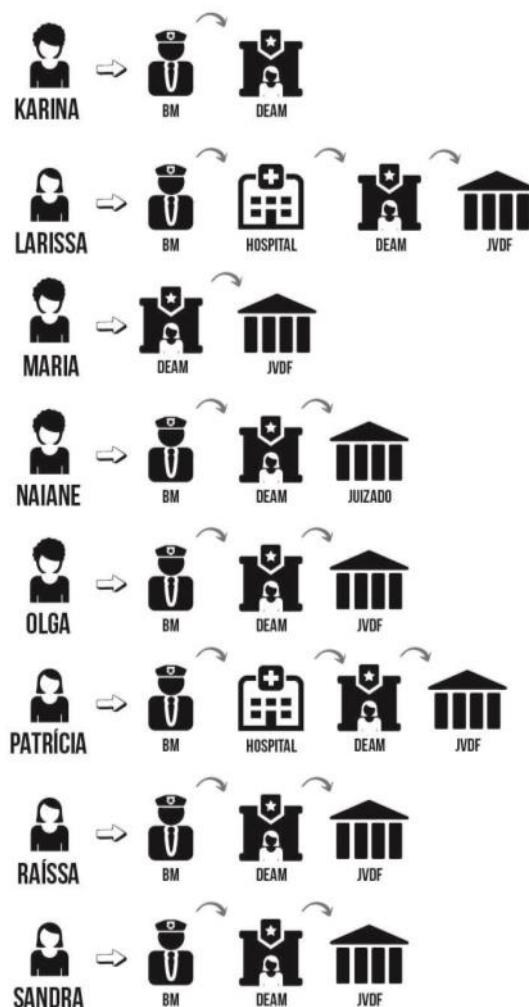 KARINA
BM
DEAM
LARISSA
BM
HOSPITAL
DEAM
JVDF
MARIA
DEAM
JVDF
NAIANE
BM
DEAM
JUIZADO
OLGA
BM
DEAM
JVDF
PATRÍCIA
BM
HOSPITAL
DEAM
JVDF
RAÍSSA
BM
DEAM
JVDF
SANDRA
BM
DEAM
JVDF